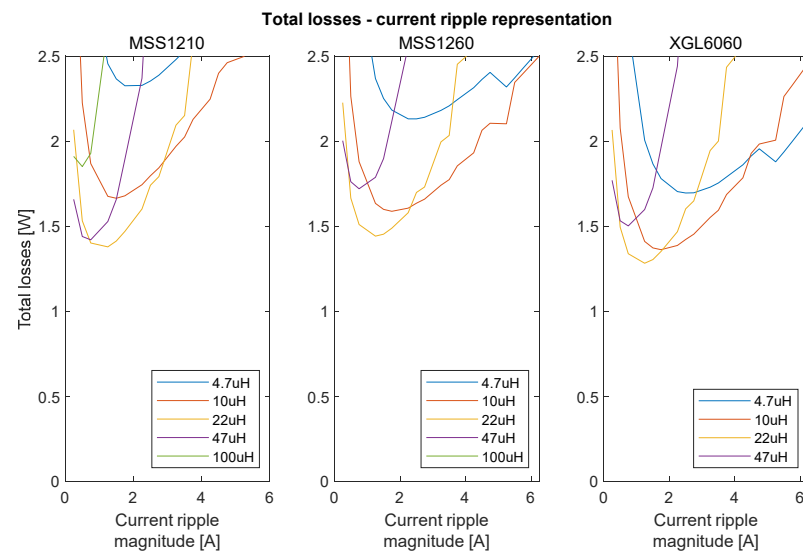 Total losses - current ripple representation
MSS1210
MSS1260
XGL6060
Total losses [W]
2.5
2
1.5
1
0.5
0
0
2
4
6
4.7uH
10uH
22uH
47uH
100uH
Current ripple
magnitude [A]
2.5
2
1.5
1
0.5
0
0
2
4
6
4.7uH
10uH
22uH
47uH
100uH
Current ripple
magnitude [A]
2.5
2
1.5
1
0.5
0
0
2
4
6
4.7uH
10uH
22uH
47uH
Current ripple
magnitude [A]